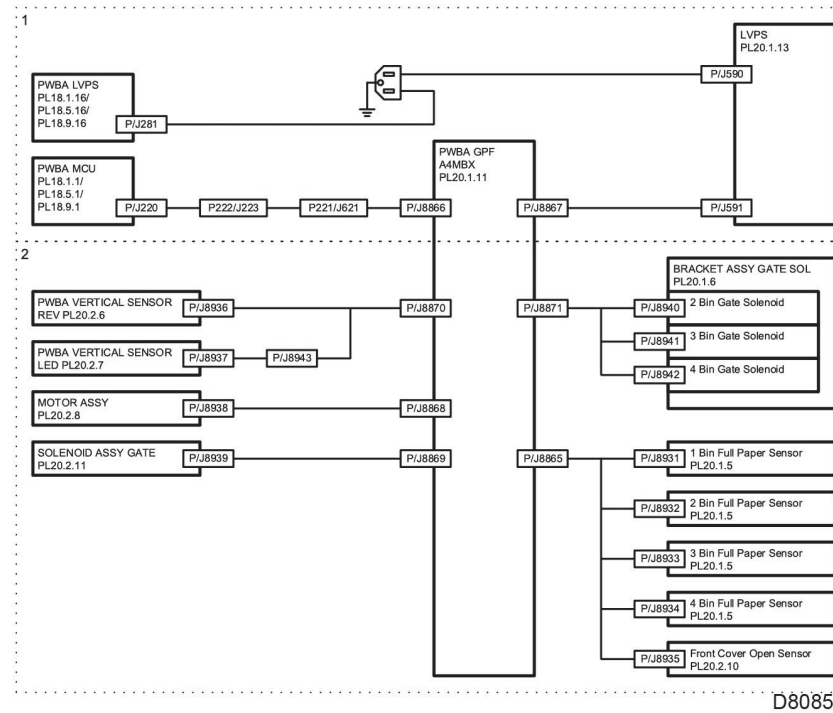 1
LVPS
PL20.1.13
P/J590
PWBA LVPS
PL18.1.16/
PL18.5.16/
PL18.9.16
P/J281
PWBA GPF
A4MBX
PL20.1.11
PWBA MCU
PL18.1.1/
PL18.5.1/
PL18.9.1
P/J220
P222/J223
P221/J621
P/J8866
P/J8867
P/J591
2
BRACKET ASSY GATE SOL
PL20.1.6
PWBA VERTICAL SENSOR
REV PL20.2.6
P/J8936
P/J8870
P/J8871
P/J8940
2 Bin Gate Solenoid
P/J8941
3 Bin Gate Solenoid
PWBA VERTICAL SENSOR
LED PL20.2.7
P/J8937
P/J8943
P/J8942
4 Bin Gate Solenoid
MOTOR ASSY
PL20.2.8
P/J8938
P/J8868
SOLENOID ASSY GATE
PL20.2.11
P/J8939
P/J8869
P/J8865
P/J8931
1 Bin Full Paper Sensor
PL20.1.5
P/J8932
2 Bin Full Paper Sensor
PL20.1.5
P/J8933
3 Bin Full Paper Sensor
PL20.1.5
P/J8934
4 Bin Full Paper Sensor
PL20.1.5
P/J8935
Front Cover Open Sensor
PL20.2.10
D8085